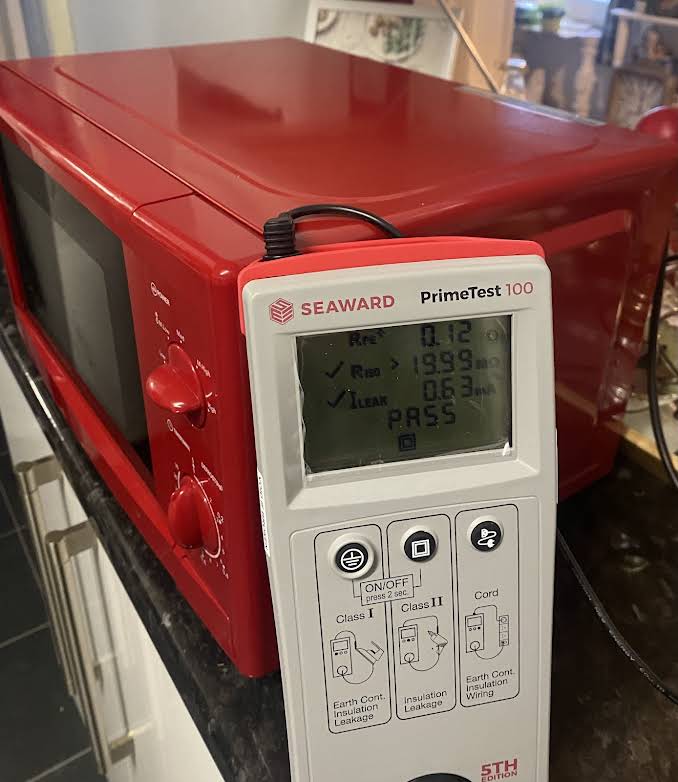 SEAWARD PrimeTest 100
RPE 0.12 Ω
✓ RISO > 19.99 MΩ
✓ ILEAK 0.63 mA
PASS
ON/OFF
press 2 sec.
Class I
Class II
Cord
Earth Cont.
Insulation
Leakage
Insulation
Leakage
Earth Cont.
Insulation
Wiring
5TH
EDITION
POWER